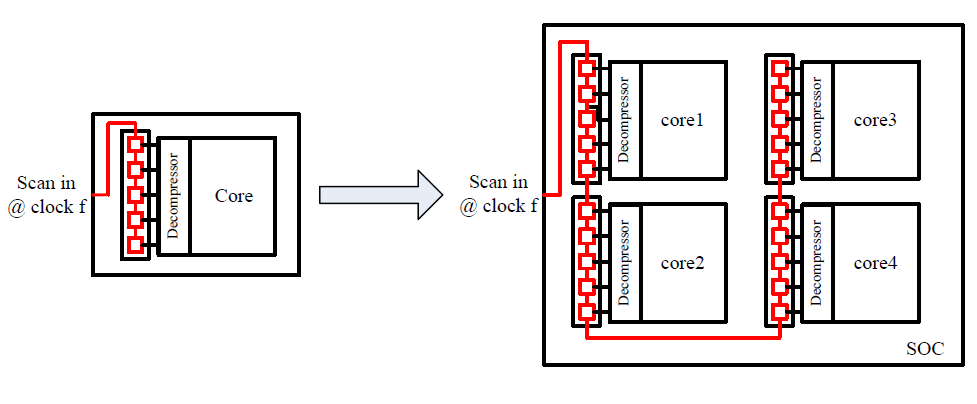 Scan in
@ clock f
Decompressor
Core
Scan in
@ clock f
Decompressor
core1
Decompressor
core3
Decompressor
core2
Decompressor
core4
SOC